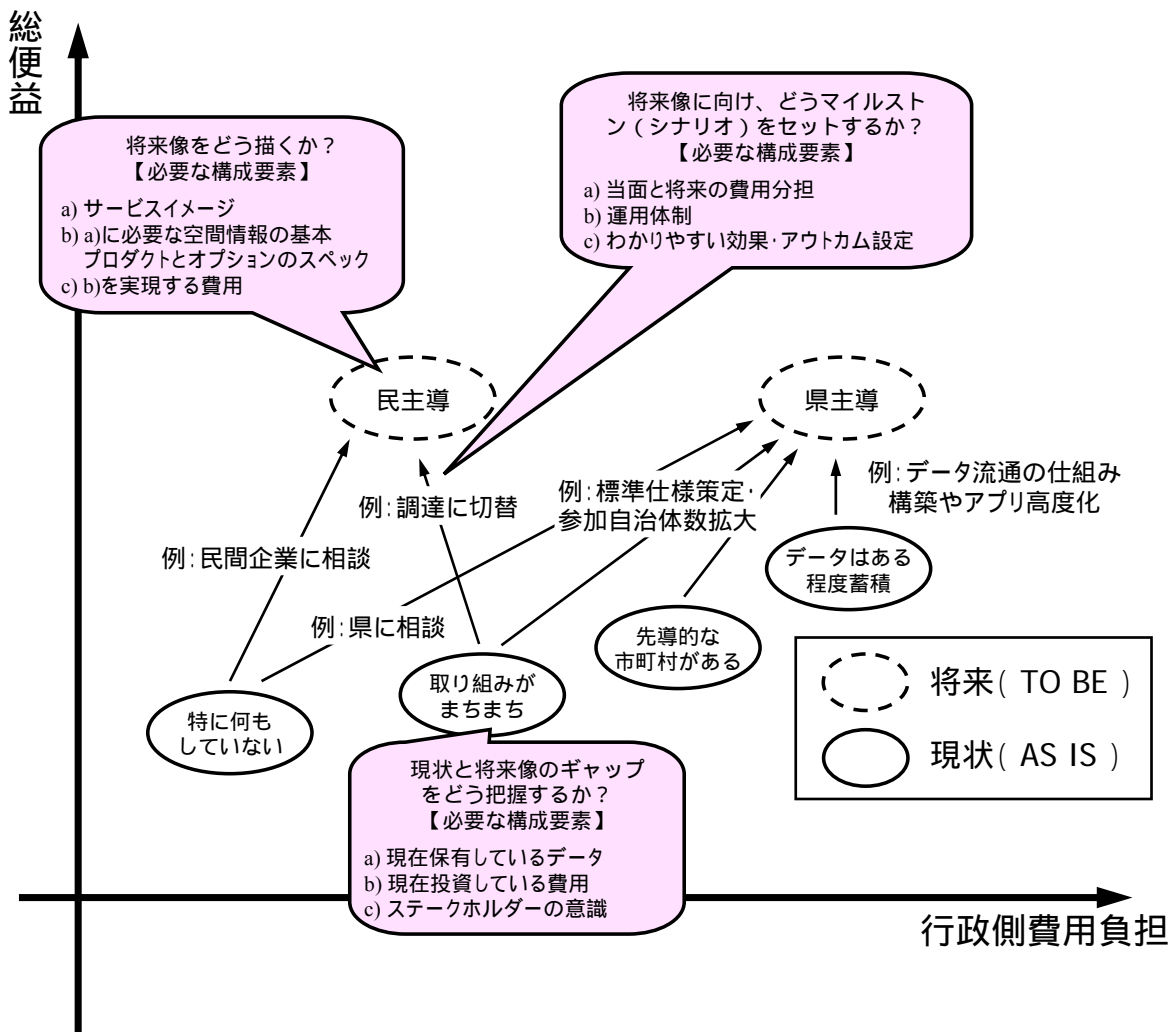 総便益
将来像をどう描くか？
【必要な構成要素】
a) サービスイメージ
b) a)に必要な空間情報の基本
プロダクトとオプションのスペック
c) b)を実現する費用
将来像に向け、どうマイルスト
ン（シナリオ）をセットするか？
【必要な構成要素】
a) 当面と将来の費用分担
b) 運用体制
c) わかりやすい効果・アウトカム設定
民主導
県主導
例：調達に切替
例：標準仕様策定・
参加自治体数拡大
例：データ流通の仕組み
構築やアプリ高度化
例：民間企業に相談
データはある
程度蓄積
例：県に相談
先導的な
市町村がある
取り組みが
まちまち
特に何も
していない
将来( TO BE )
現状( AS IS )
現状と将来像のギャップ
をどう把握するか？
【必要な構成要素】
a) 現在保有しているデータ
b) 現在投資している費用
c) ステークホルダーの意識
行政側費用負担